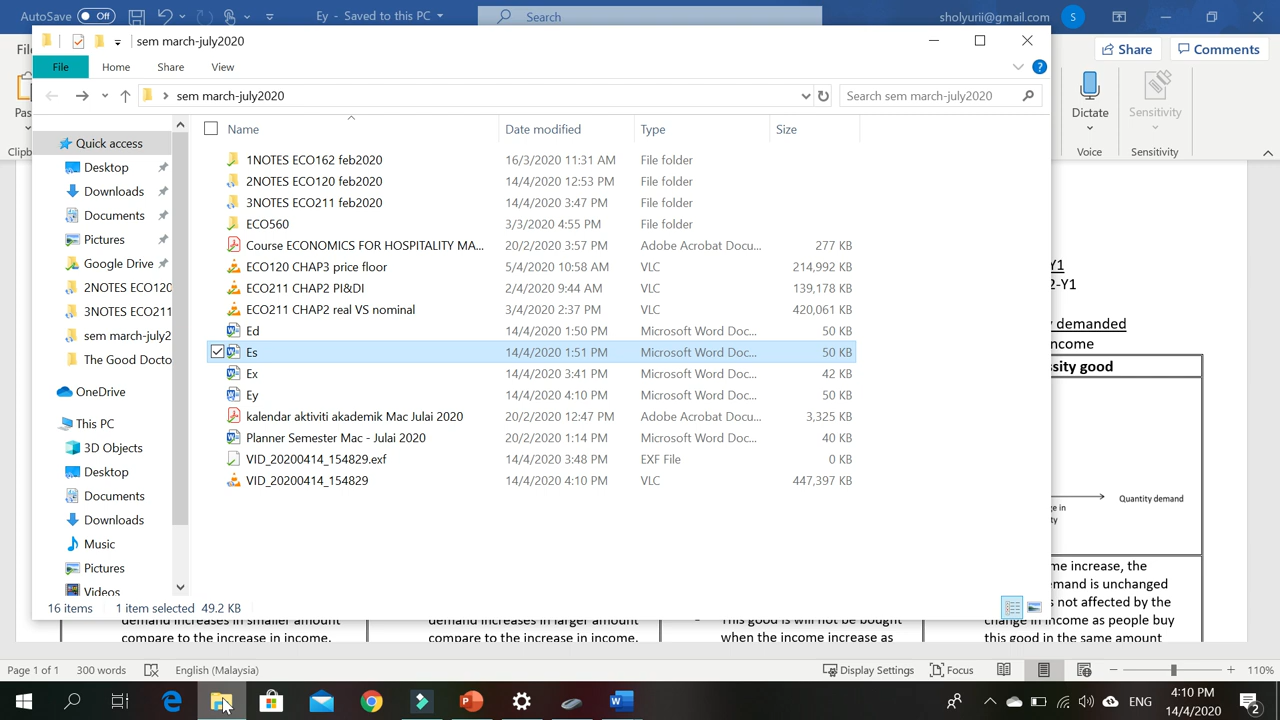 AutoSave Off Ey - Saved to this PC Search sholyurii@gmail.com S
sem march-july2020
File Home Share View
Share Comments
sem march-july2020 Search sem march-july2020
Dictate Sensitivity
Voice Sensitivity
Name Date modified Type Size
Quick access
Desktop
Downloads
Documents
Pictures
Google Drive
2NOTES ECO120
3NOTES ECO211
sem march-july2
The Good Docto
OneDrive
This PC
3D Objects
Desktop
Documents
Downloads
Music
Pictures
Videos
1NOTES ECO162 feb2020 16/3/2020 11:31 AM File folder
2NOTES ECO120 feb2020 14/4/2020 12:53 PM File folder
3NOTES ECO211 feb2020 14/4/2020 3:47 PM File folder
ECO560 3/3/2020 4:55 PM File folder
Course ECONOMICS FOR HOSPITALITY MA... 20/2/2020 3:57 PM Adobe Acrobat Docu... 277 KB
ECO120 CHAP3 price floor 5/4/2020 10:58 AM VLC 214,992 KB
ECO211 CHAP2 PI&DI 2/4/2020 9:44 AM VLC 139,178 KB
ECO211 CHAP2 real VS nominal 3/4/2020 2:37 PM VLC 420,061 KB
Ed 14/4/2020 1:50 PM Microsoft Word Doc... 50 KB
Es 14/4/2020 1:51 PM Microsoft Word Doc... 50 KB
Ex 14/4/2020 3:41 PM Microsoft Word Doc... 42 KB
Ey 14/4/2020 4:10 PM Microsoft Word Doc... 50 KB
kalendar aktiviti akademik Mac Julai 2020 20/2/2020 12:47 PM Adobe Acrobat Docu... 3,325 KB
Planner Semester Mac - Julai 2020 20/2/2020 1:14 PM Microsoft Word Doc... 40 KB
VID_20200414_154829.exf 14/4/2020 3:48 PM EXF File 0 KB
VID_20200414_154829 14/4/2020 4:10 PM VLC 447,397 KB
16 items 1 item selected 49.2 KB
Y1
2-Y1
demanded
income
ssity good
Quantity demand
ge in
ty
me increase, the
emand is unchanged
s not affected by the
demand increases in smaller amount demand increases in larger amount This good is will not be bought change in income as people buy
compare to the increase in income. compare to the increase in income. when the income increase as this good in the same amount
Page 1 of 1 300 words English (Malaysia) Display Settings Focus 110%
ENG 4:10 PM
14/4/2020 2